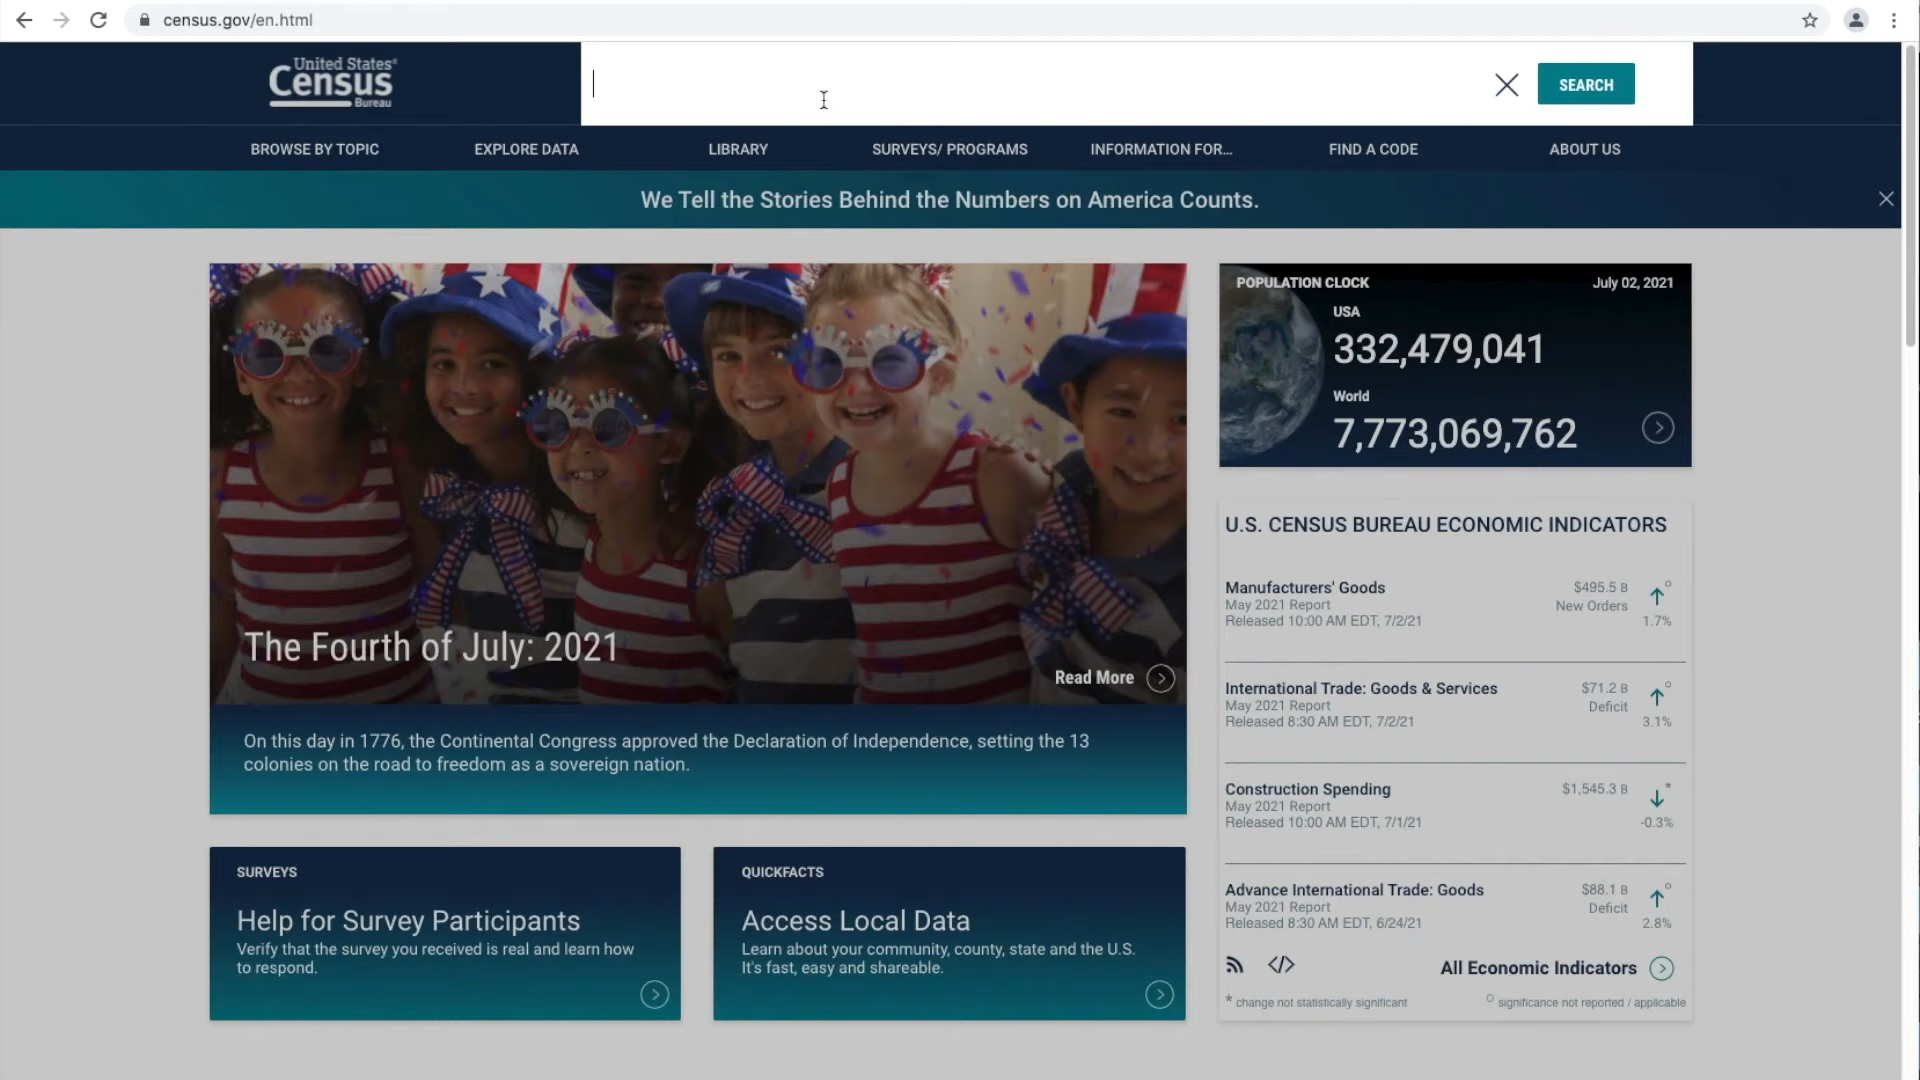 census.gov/en.html
United States®
Census
Bureau
SEARCH
BROWSE BY TOPIC
EXPLORE DATA
LIBRARY
SURVEYS/ PROGRAMS
INFORMATION FOR...
FIND A CODE
ABOUT US
We Tell the Stories Behind the Numbers on America Counts.
The Fourth of July: 2021
Read More
On this day in 1776, the Continental Congress approved the Declaration of Independence, setting the 13
colonies on the road to freedom as a sovereign nation.
POPULATION CLOCK
July 02, 2021
USA
332,479,041
World
7,773,069,762
U.S. CENSUS BUREAU ECONOMIC INDICATORS
Manufacturers' Goods
May 2021 Report
Released 10:00 AM EDT, 7/2/21
$495.5 B
New Orders
1.7%
International Trade: Goods & Services
May 2021 Report
Released 8:30 AM EDT, 7/2/21
$71.2 B
Deficit
3.1%
Construction Spending
May 2021 Report
Released 10:00 AM EDT, 7/1/21
$1,545.3 B
*
-0.3%
Advance International Trade: Goods
May 2021 Report
Released 8:30 AM EDT, 6/24/21
$88.1 B
Deficit
2.8%
All Economic Indicators
* change not statistically significant
O significance not reported / applicable
SURVEYS
Help for Survey Participants
Verify that the survey you received is real and learn how
to respond.
QUICKFACTS
Access Local Data
Learn about your community, county, state and the U.S.
It's fast, easy and shareable.